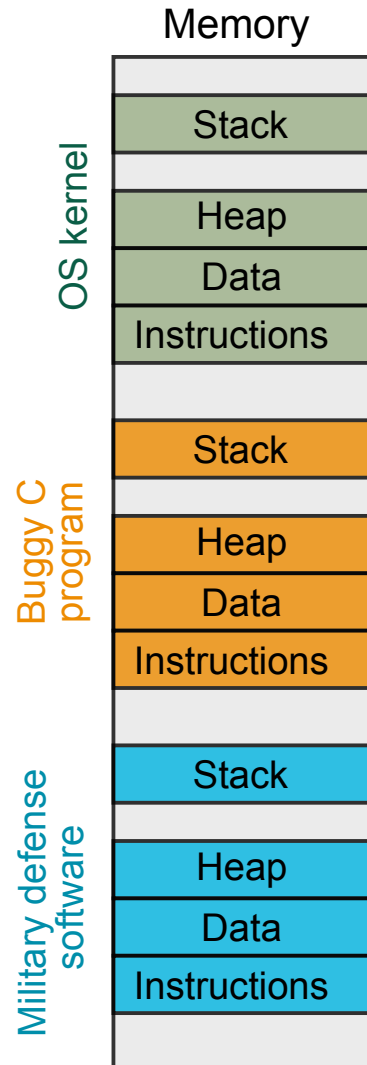 Memory
OS kernel
Stack
Heap
Data
Instructions
Buggy C
program
Stack
Heap
Data
Instructions
Military defense
software
Stack
Heap
Data
Instructions